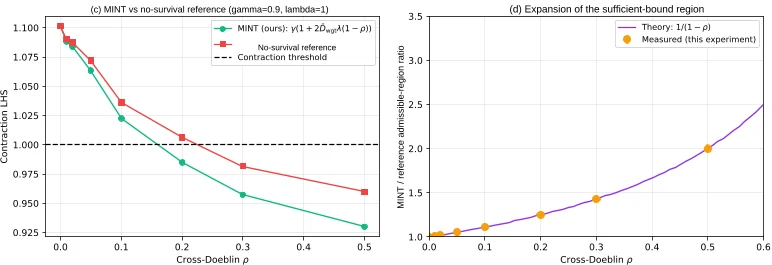 (c) MINT vs no-survival reference (gamma=0.9, lambda=1)
MINT (ours): γ(1 + 2D̄wgtλ(1 − ρ))
No-survival reference
Contraction threshold
Contraction LHS
1.100
1.075
1.050
1.025
1.000
0.975
0.950
0.925
0.0 0.1 0.2 0.3 0.4 0.5
Cross-Doeblin ρ
(d) Expansion of the sufficient-bound region
Theory: 1/(1 − ρ)
Measured (this experiment)
MINT / reference admissible-region ratio
3.5
3.0
2.5
2.0
1.5
1.0
0.0 0.1 0.2 0.3 0.4 0.5 0.6
Cross-Doeblin ρ